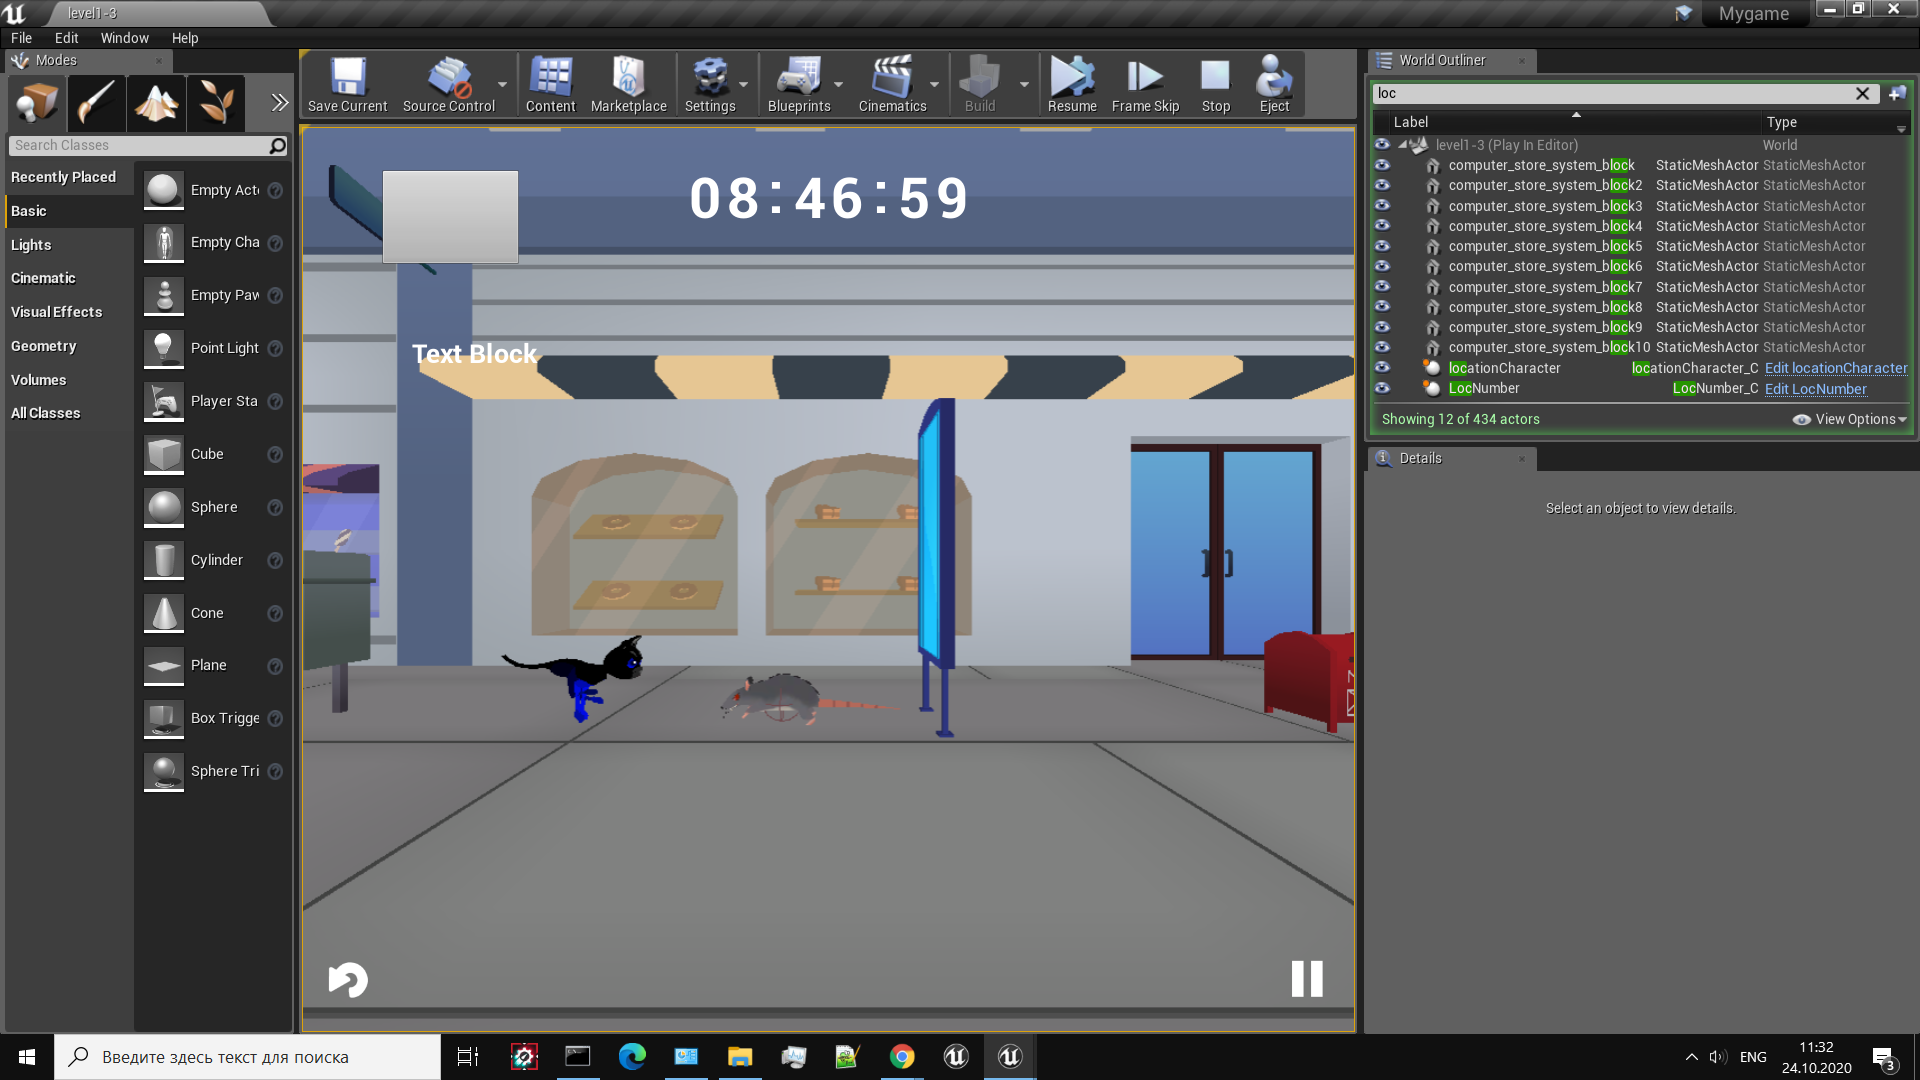 level1-3
Mygame
File Edit Window Help
Modes
Search Classes
Recently Placed
Basic
Lights
Cinematic
Visual Effects
Geometry
Volumes
All Classes
Empty Acto
Empty Cha
Empty Paw
Point Light
Player Sta
Cube
Sphere
Cylinder
Cone
Plane
Box Trigge
Sphere Tri
Save Current Source Control Content Marketplace Settings Blueprints Cinematics Build Resume Frame Skip Stop Eject
08:46:59
Text Block
World Outliner
loc
Label Type
level1-3 (Play In Editor) World
computer_store_system_block StaticMeshActor StaticMeshActor
computer_store_system_block2 StaticMeshActor StaticMeshActor
computer_store_system_block3 StaticMeshActor StaticMeshActor
computer_store_system_block4 StaticMeshActor StaticMeshActor
computer_store_system_block5 StaticMeshActor StaticMeshActor
computer_store_system_block6 StaticMeshActor StaticMeshActor
computer_store_system_block7 StaticMeshActor StaticMeshActor
computer_store_system_block8 StaticMeshActor StaticMeshActor
computer_store_system_block9 StaticMeshActor StaticMeshActor
computer_store_system_block10 StaticMeshActor StaticMeshActor
locationCharacter locationCharacter_C Edit locationCharacter
LocNumber LocNumber_C Edit LocNumber
Showing 12 of 434 actors View Options
Details
Select an object to view details.
Введите здесь текст для поиска
ENG
11:32
24.10.2020
3